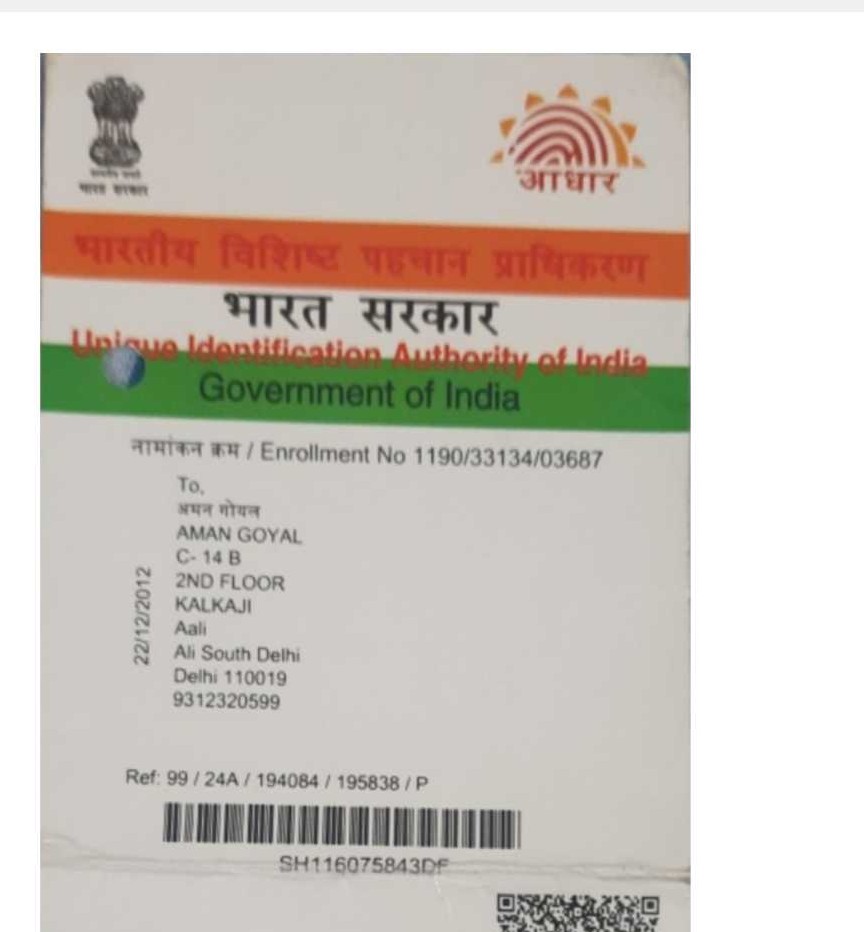 भारत सरकार
आधार
भारतीय विशिष्ट पहचान प्राधिकरण
भारत सरकार
Unique Identification Authority of India
Government of India
नामांकन क्रम / Enrollment No 1190/33134/03687
To,
अमन गोयल
AMAN GOYAL
C- 14 B
2ND FLOOR
KALKAJI
Aali
Ali South Delhi
Delhi 110019
9312320599
22/12/2012
Ref: 99 / 24A / 194084 / 195838 / P
SH116075843DF